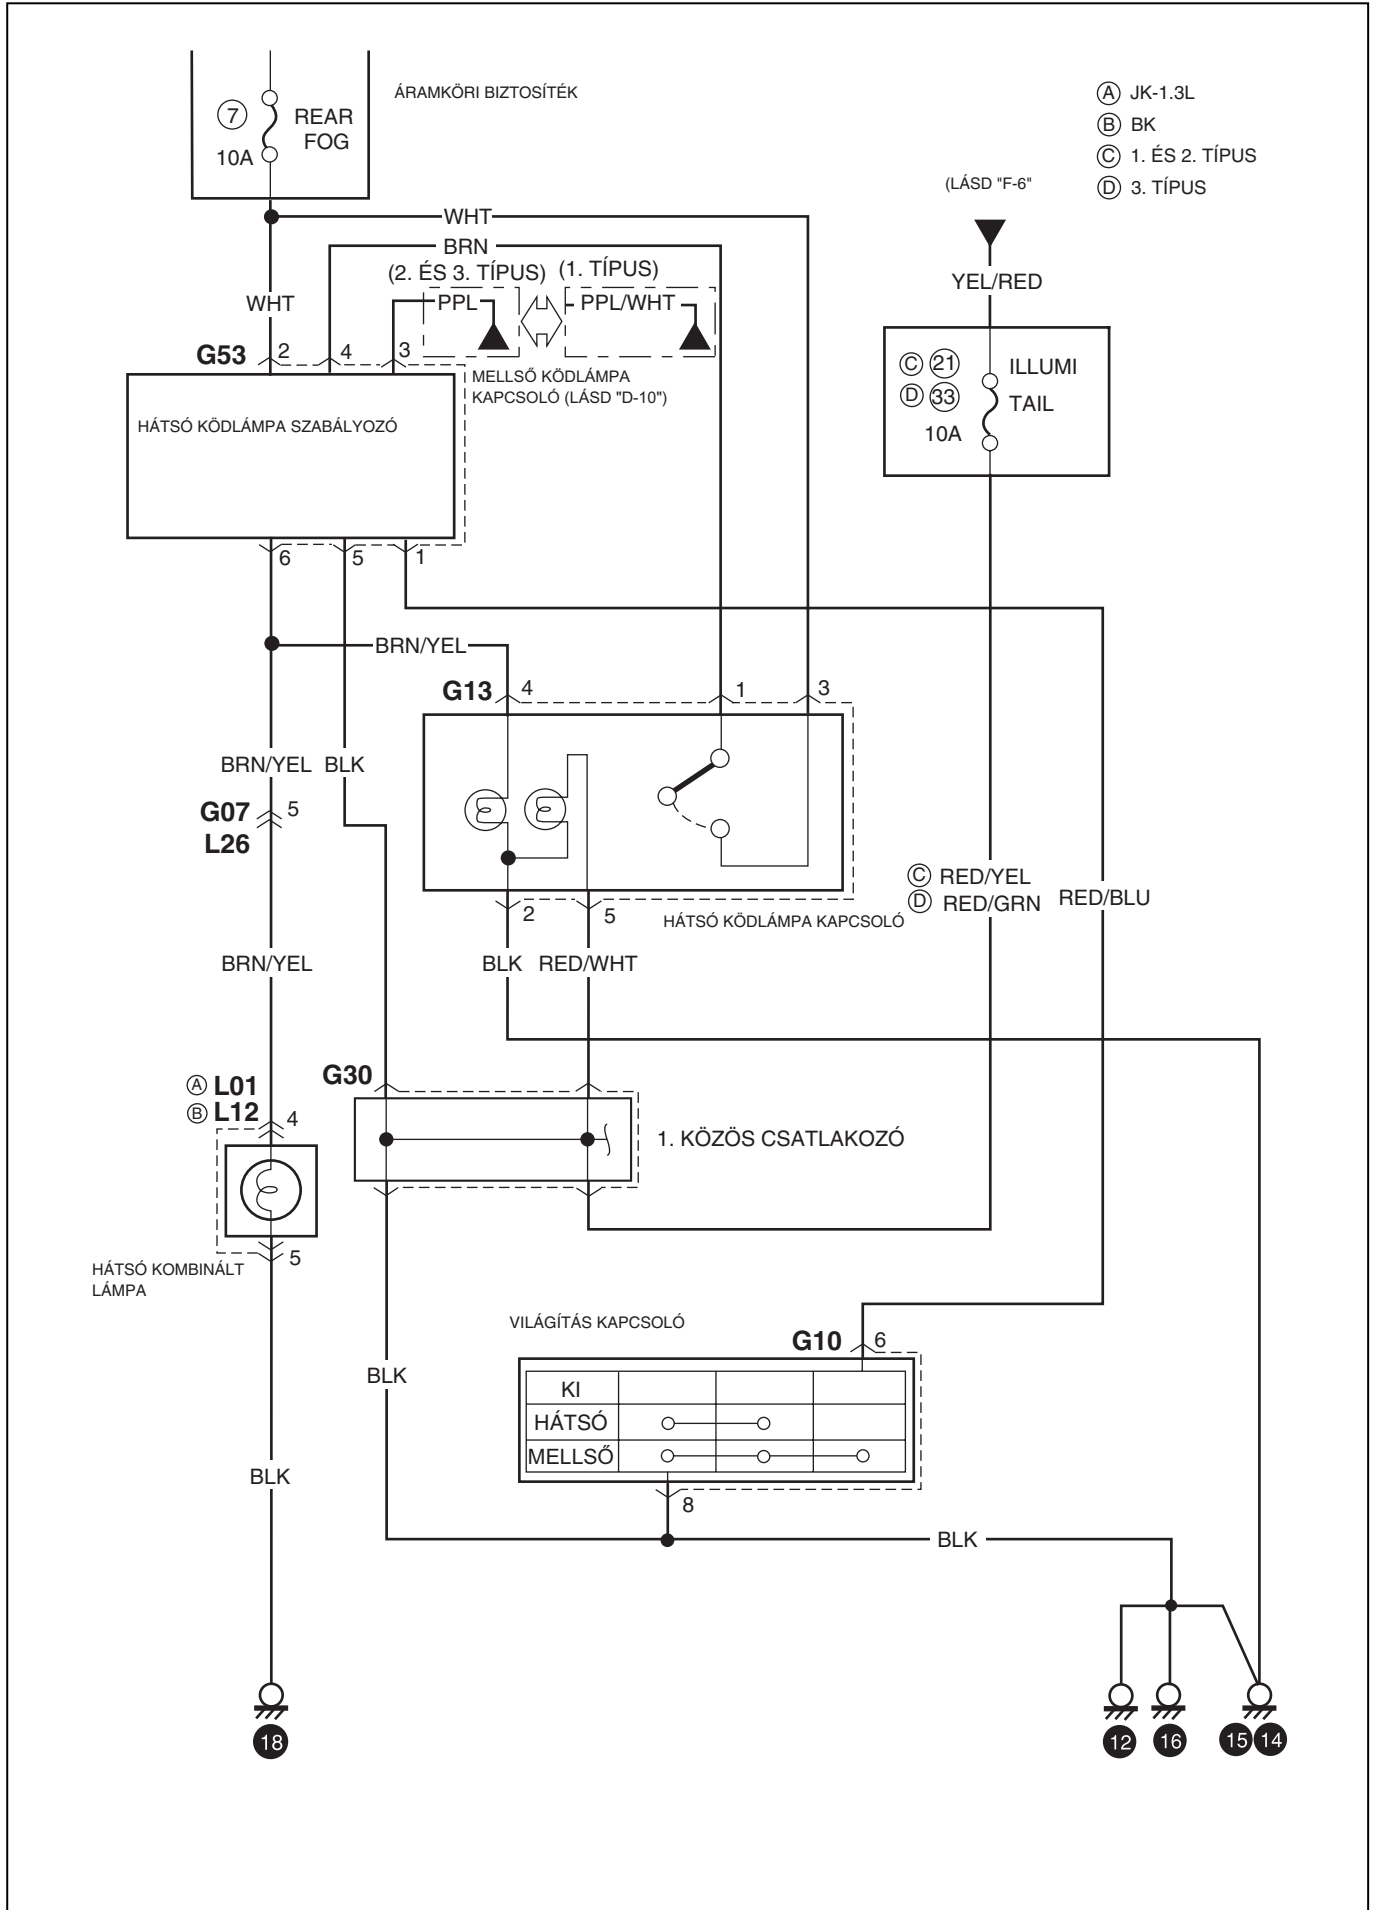 ÁRAMKÖRI BIZTOSÍTÉK
7
REAR
FOG
10A
A JK-1.3L
B BK
C 1. ÉS 2. TÍPUS
D 3. TÍPUS
(LÁSD "F-6"
WHT
BRN
(2. ÉS 3. TÍPUS)
(1. TÍPUS)
PPL
PPL/WHT
YEL/RED
WHT
G53
2
4
3
MELLSŐ KÖDLÁMPA
KAPCSOLÓ (LÁSD "D-10")
C 21
ILLUMI
D 33
TAIL
10A
HÁTSÓ KÖDLÁMPA SZABÁLYOZÓ
6
5
1
BRN/YEL
G13
4
1
3
BRN/YEL
BLK
G07
5
L26
C RED/YEL
D RED/GRN
RED/BLU
2
5
HÁTSÓ KÖDLÁMPA KAPCSOLÓ
BRN/YEL
BLK
RED/WHT
G30
A L01
B L12
4
1. KÖZÖS CSATLAKOZÓ
5
HÁTSÓ KOMBINÁLT
LÁMPA
VILÁGÍTÁS KAPCSOLÓ
G10
6
BLK
KI
HÁTSÓ
MELLSŐ
BLK
8
BLK
18
12
16
15
14